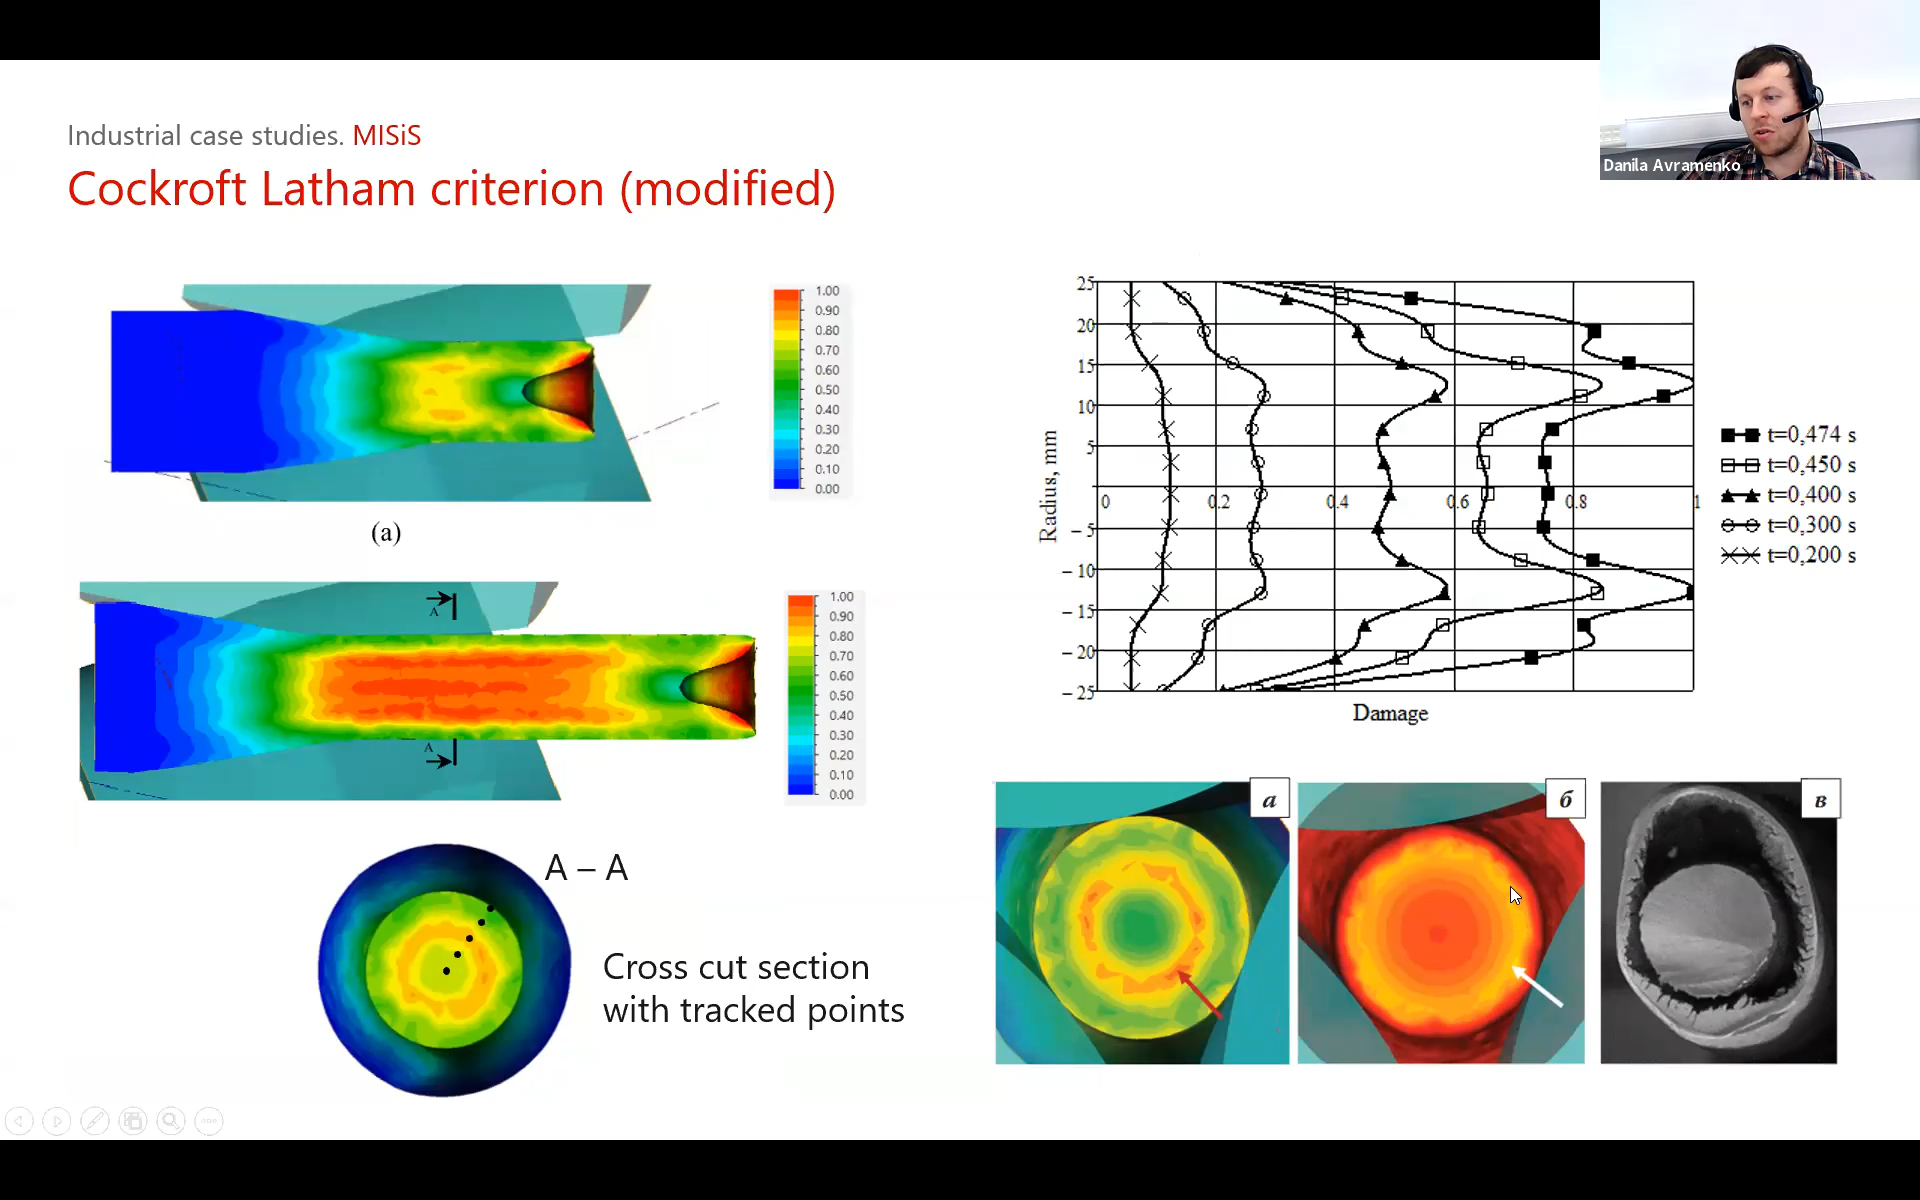 Danila Avramenko
Industrial case studies. MISiS
Cockroft Latham criterion (modified)
1.00
0.90
0.80
0.70
0.60
0.50
0.40
0.30
0.20
0.10
0.00
(a)
A
A
1.00
0.90
0.80
0.70
0.60
0.50
0.40
0.30
0.20
0.10
0.00
A – A
Cross cut section
with tracked points
Radius, mm
25
20
15
10
5
0 0.2 0.4 0.6 0.8 1
– 5
– 10
– 15
– 20
– 25
Damage
t=0,474 s
t=0,450 s
t=0,400 s
t=0,300 s
t=0,200 s
а
б
в